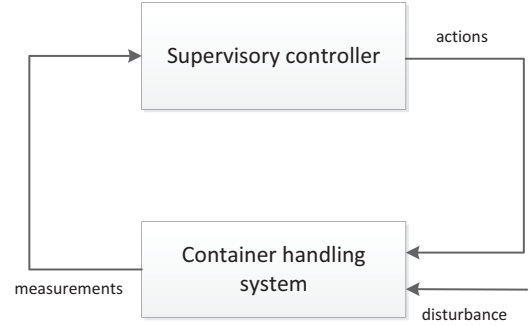 Supervisory controller
actions
Container handling
system
measurements
disturbance